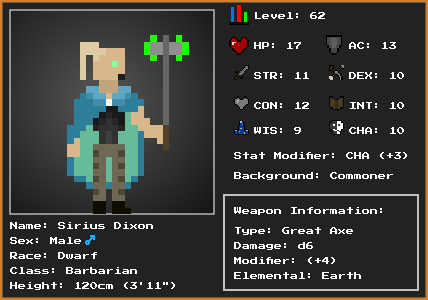 Level: 62
HP: 17 AC: 13
STR: 11 DEX: 10
CON: 12 INT: 10
WIS: 9 CHA: 10
Stat Modifier: CHA (+3)
Background: Commoner
Name: Sirius Dixon
Sex: Male
Race: Dwarf
Class: Barbarian
Height: 120cm (3'11")
Weapon Information:
Type: Great Axe
Damage: d6
Modifier: (+4)
Elemental: Earth